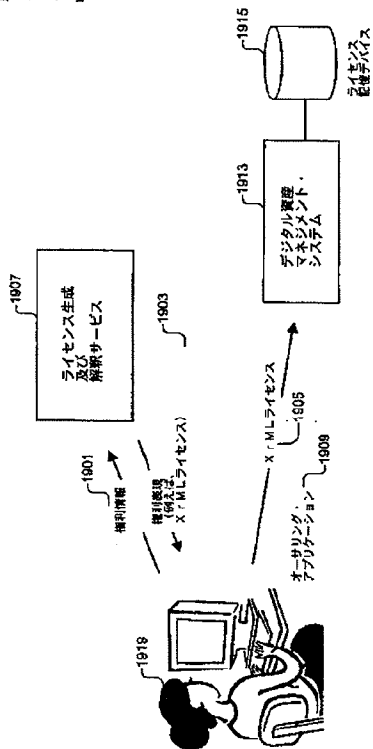 1907
ライセンス生成
及び
解釈サービス
1903
1901
権利情報
権利表現
(例えば、
XrMLライセンス)
1919
XrMLライセンス
1905
オーサリング・
アプリケーション
1909
1913
デジタル資産
マネジメント・
システム
1915
ライセンス
記憶デバイス